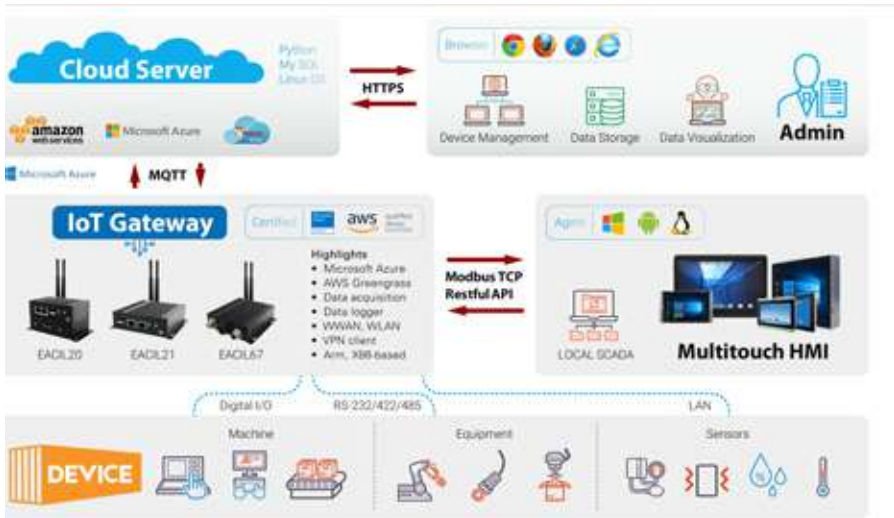 Cloud Server
Python
My SQL
Linux OS
HTTPS
Browser
Device Management
Data Storage
Data Visualization
Admin
amazon
webservices
Microsoft Azure
Microsoft Azure
MQTT
IoT Gateway
Certified
aws
Highlights
• Microsoft Azure
• AWS Greengrass
• Data acquisition
• Data logger
• WWAN, WLAN
• VPN client
• Arm, X86-based
EACIL20
EACIL21
EACIL67
Modbus TCP
Restful API
Agent
LOCAL SCADA
Multitouch HMI
Digital I/O
RS-232/422/485
LAN
DEVICE
Machine
Equipment
Sensors